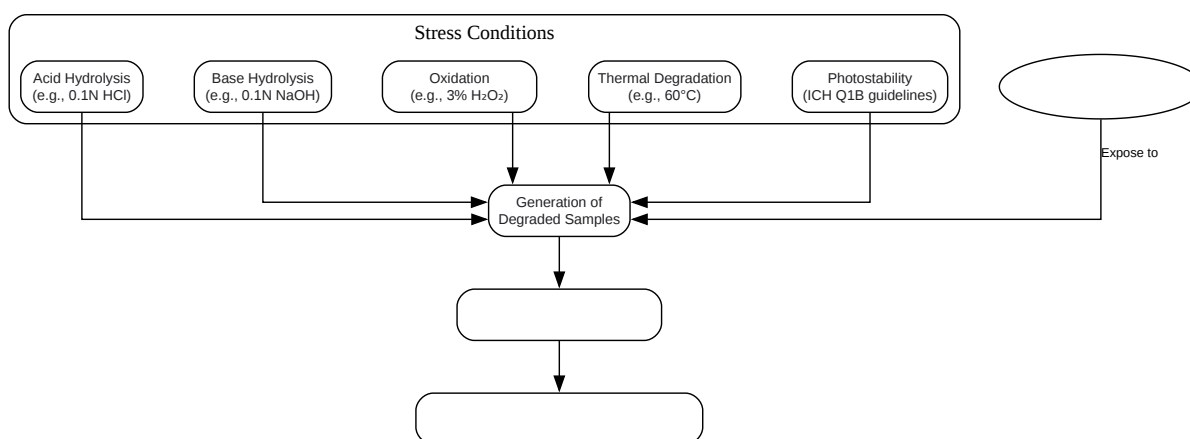 Stress Conditions
Acid Hydrolysis
(e.g., 0.1N HCl)
Base Hydrolysis
(e.g., 0.1N NaOH)
Oxidation
(e.g., 3% H₂O₂)
Thermal Degradation
(e.g., 60°C)
Photostability
(ICH Q1B guidelines)
Expose to
Generation of
Degraded Samples